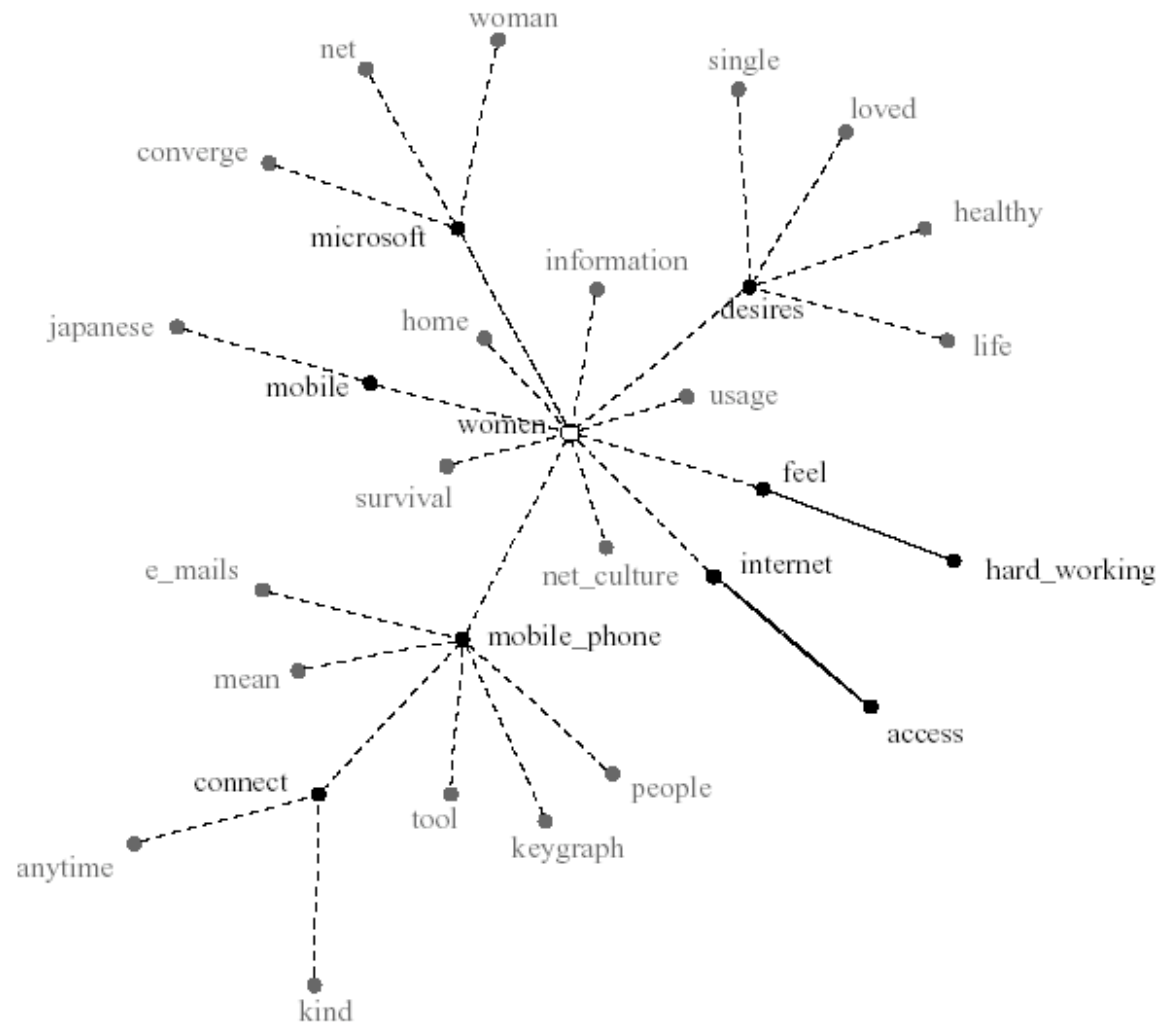 woman
net
single
loved
converge
healthy
microsoft
information
desires
japanese
home
life
mobile
usage
women
feel
survival
internet
hard_working
e_mails
net_culture
mobile_phone
mean
access
connect
people
tool
keygraph
anytime
kind